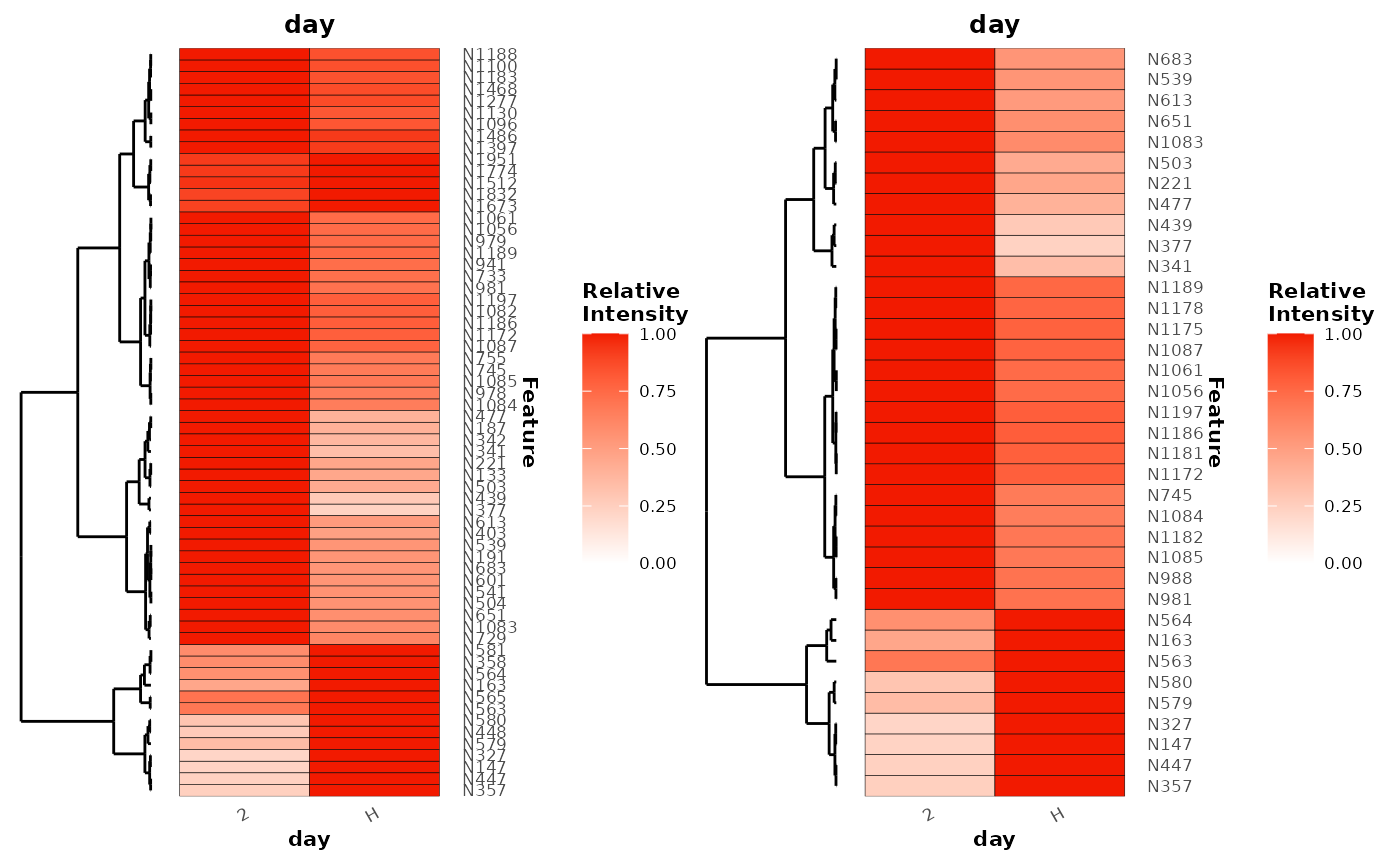 day
N1188
N1100
N1183
N1468
N1277
N1130
N1096
N1486
N1397
N1951
N1774
N1512
N1832
N1673
N1061
N1056
N979
N1189
N941
N733
N981
N1197
N1082
N1186
N1172
N1087
N755
N745
N1085
N978
N1084
N477
N187
N342
N341
N221
N133
N503
N439
N377
N613
N403
N539
N191
N683
N601
N541
N504
N651
N1083
N729
N581
N358
N564
N163
N565
N563
N580
N448
N579
N327
N147
N447
N357
Feature
2
H
day
Relative
Intensity
1.00
0.75
0.50
0.25
0.00
day
N683
N539
N613
N651
N1083
N503
N221
N477
N439
N377
N341
N1189
N1178
N1175
N1087
N1061
N1056
N1197
N1186
N1181
N1172
N745
N1084
N1182
N1085
N988
N981
N564
N163
N563
N580
N579
N327
N147
N447
N357
Feature
2
H
day
Relative
Intensity
1.00
0.75
0.50
0.25
0.00